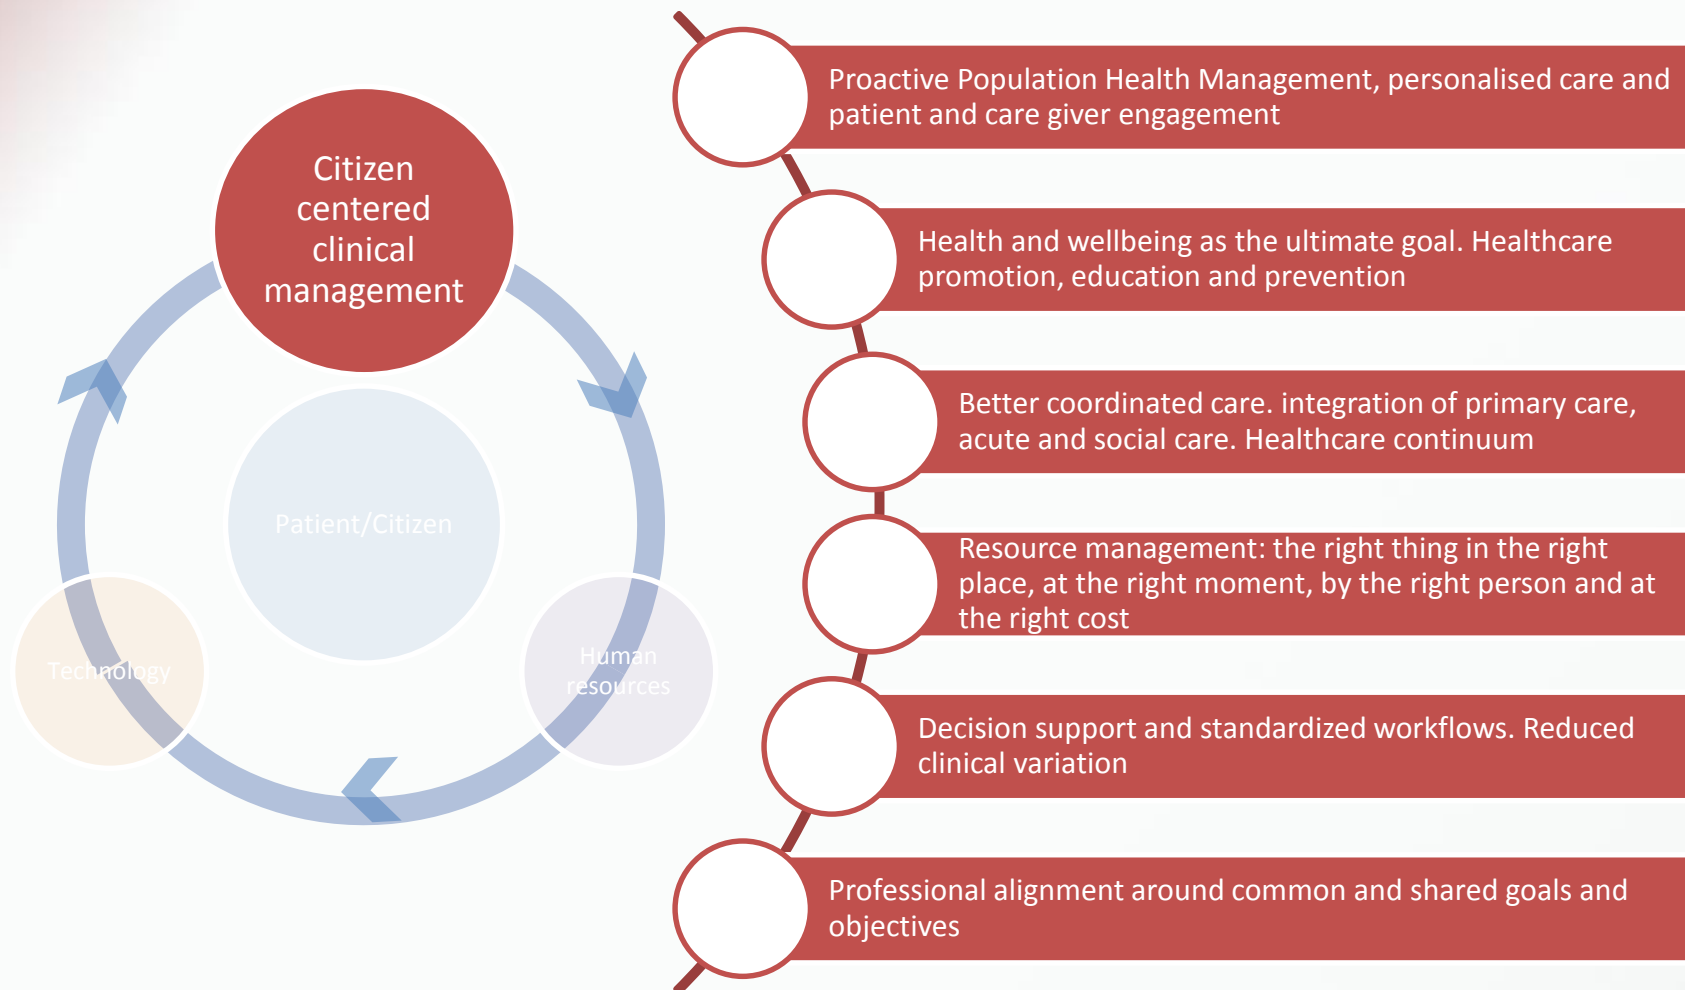 Citizen
centered
clinical
management
Patient/Citizen
Technology
Human
resources
Proactive Population Health Management, personalised care and
patient and care giver engagement
Health and wellbeing as the ultimate goal. Healthcare
promotion, education and prevention
Better coordinated care. integration of primary care,
acute and social care. Healthcare continuum
Resource management: the right thing in the right
place, at the right moment, by the right person and at
the right cost
Decision support and standardized workflows. Reduced
clinical variation
Professional alignment around common and shared goals and
objectives